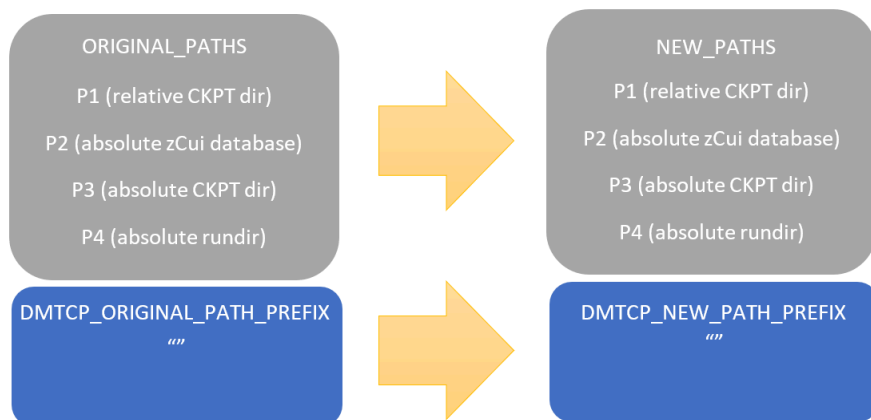 ORIGINAL_PATHS
P1 (relative CKPT dir)
P2 (absolute zCui database)
P3 (absolute CKPT dir)
P4 (absolute rundir)
DMTCP_ORIGINAL_PATH_PREFIX
“”
NEW_PATHS
P1 (relative CKPT dir)
P2 (absolute zCui database)
P3 (absolute CKPT dir)
P4 (absolute rundir)
DMTCP_NEW_PATH_PREFIX
“”